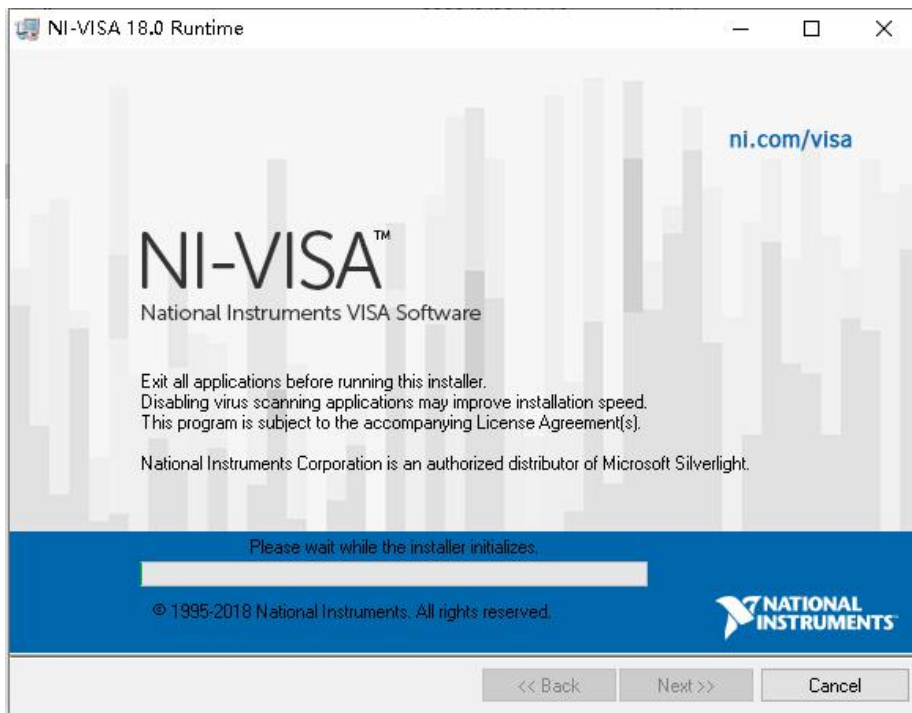 NI-VISA 18.0 Runtime
ni.com/visa
NI-VISA™
National Instruments VISA Software
Exit all applications before running this installer.
Disabling virus scanning applications may improve installation speed.
This program is subject to the accompanying License Agreement(s).
National Instruments Corporation is an authorized distributor of Microsoft Silverlight.
Please wait while the installer initializes.
© 1995-2018 National Instruments. All rights reserved.
NATIONAL
INSTRUMENTS
<< Back Next >> Cancel